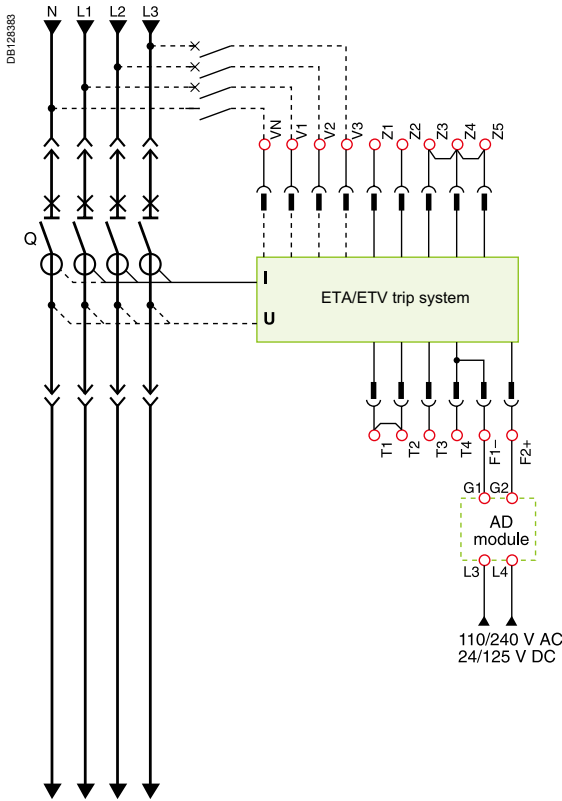 DB128383
N L1 L2 L3
VN V1 V2 V3 Z1 Z2 Z3 Z4 Z5
Q
I
ETA/ETV trip system
U
T1 T2 T3 T4 F1– F2+
G1 G2
AD
module
L3 L4
110/240 V AC
24/125 V DC